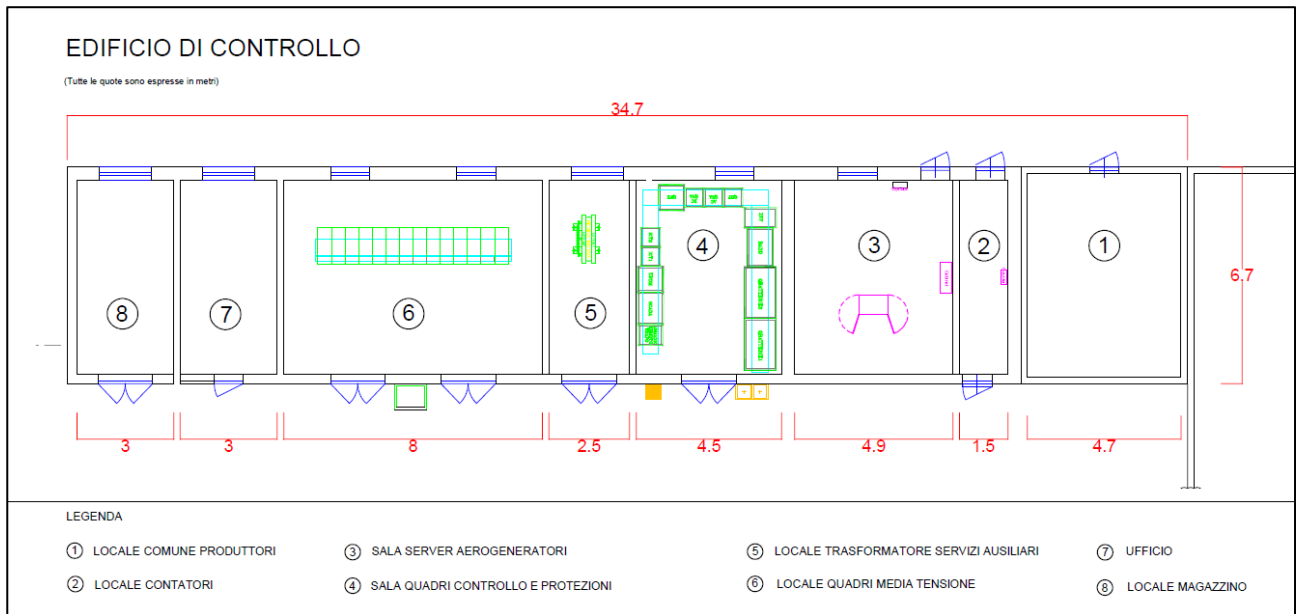 EDIFICIO DI CONTROLLO
(Tutte le quote sono espresse in metri)
34.7
8
7
6
5
4
3
2
1
6.7
3
3
8
2.5
4.5
4.9
1.5
4.7
LEGENDA
1 LOCALE COMUNE PRODUTTORI
3 SALA SERVER AEROGENERATORI
5 LOCALE TRASFORMATORE SERVIZI AUSILIARI
7 UFFICIO
2 LOCALE CONTATORI
4 SALA QUADRI CONTROLLO E PROTEZIONI
6 LOCALE QUADRI MEDIA TENSIONE
8 LOCALE MAGAZZINO